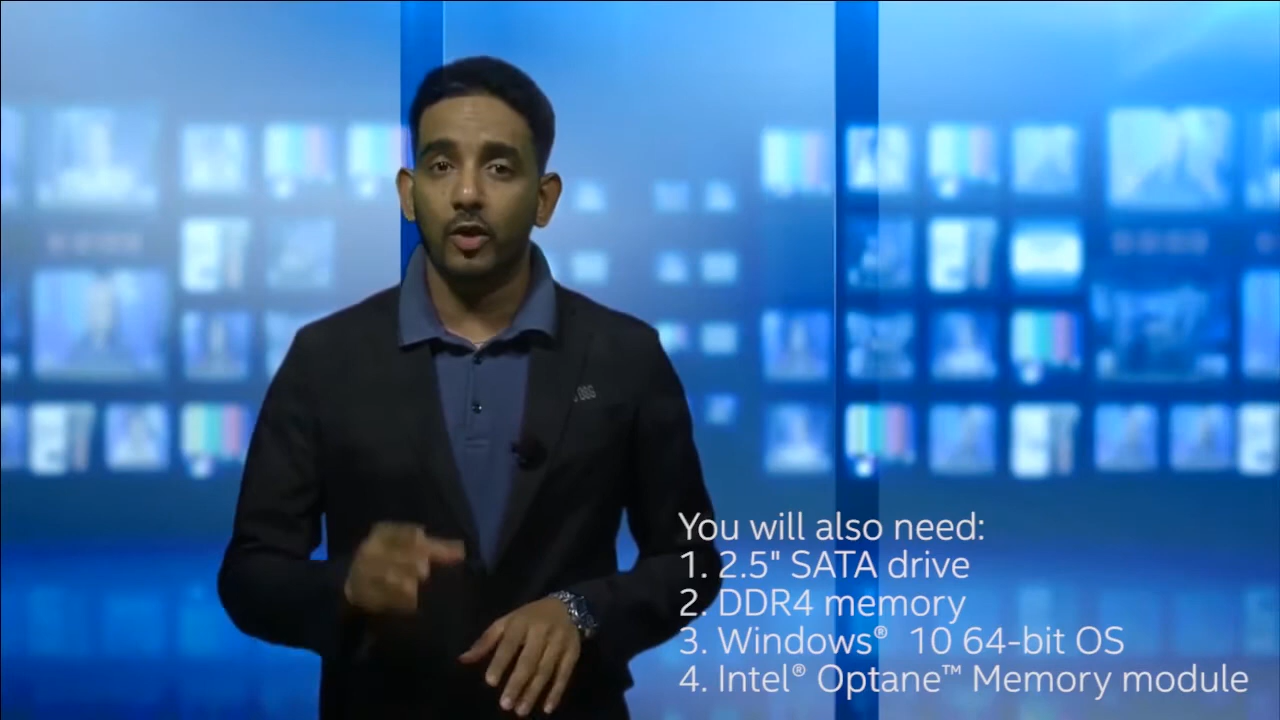 You will also need:
1. 2.5" SATA drive
2. DDR4 memory
3. Windows® 10 64-bit OS
4. Intel® Optane™ Memory module